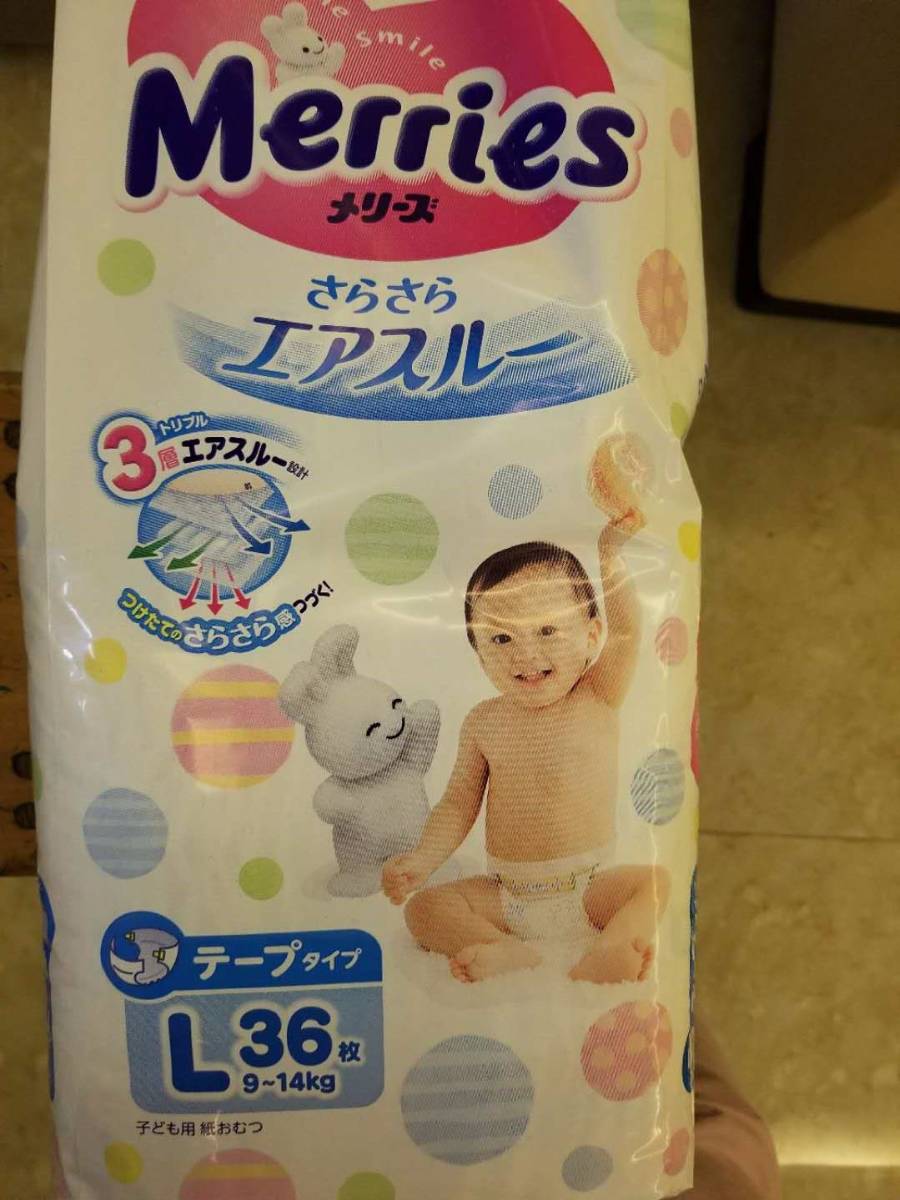 smile
Merries
メリーズ
さらさら
エアスルー
トリプル
3層エアスルー設計
つけたての さらさら感 つづく!
テープタイプ
L 36枚
9~14kg
子ども用 紙おむつ